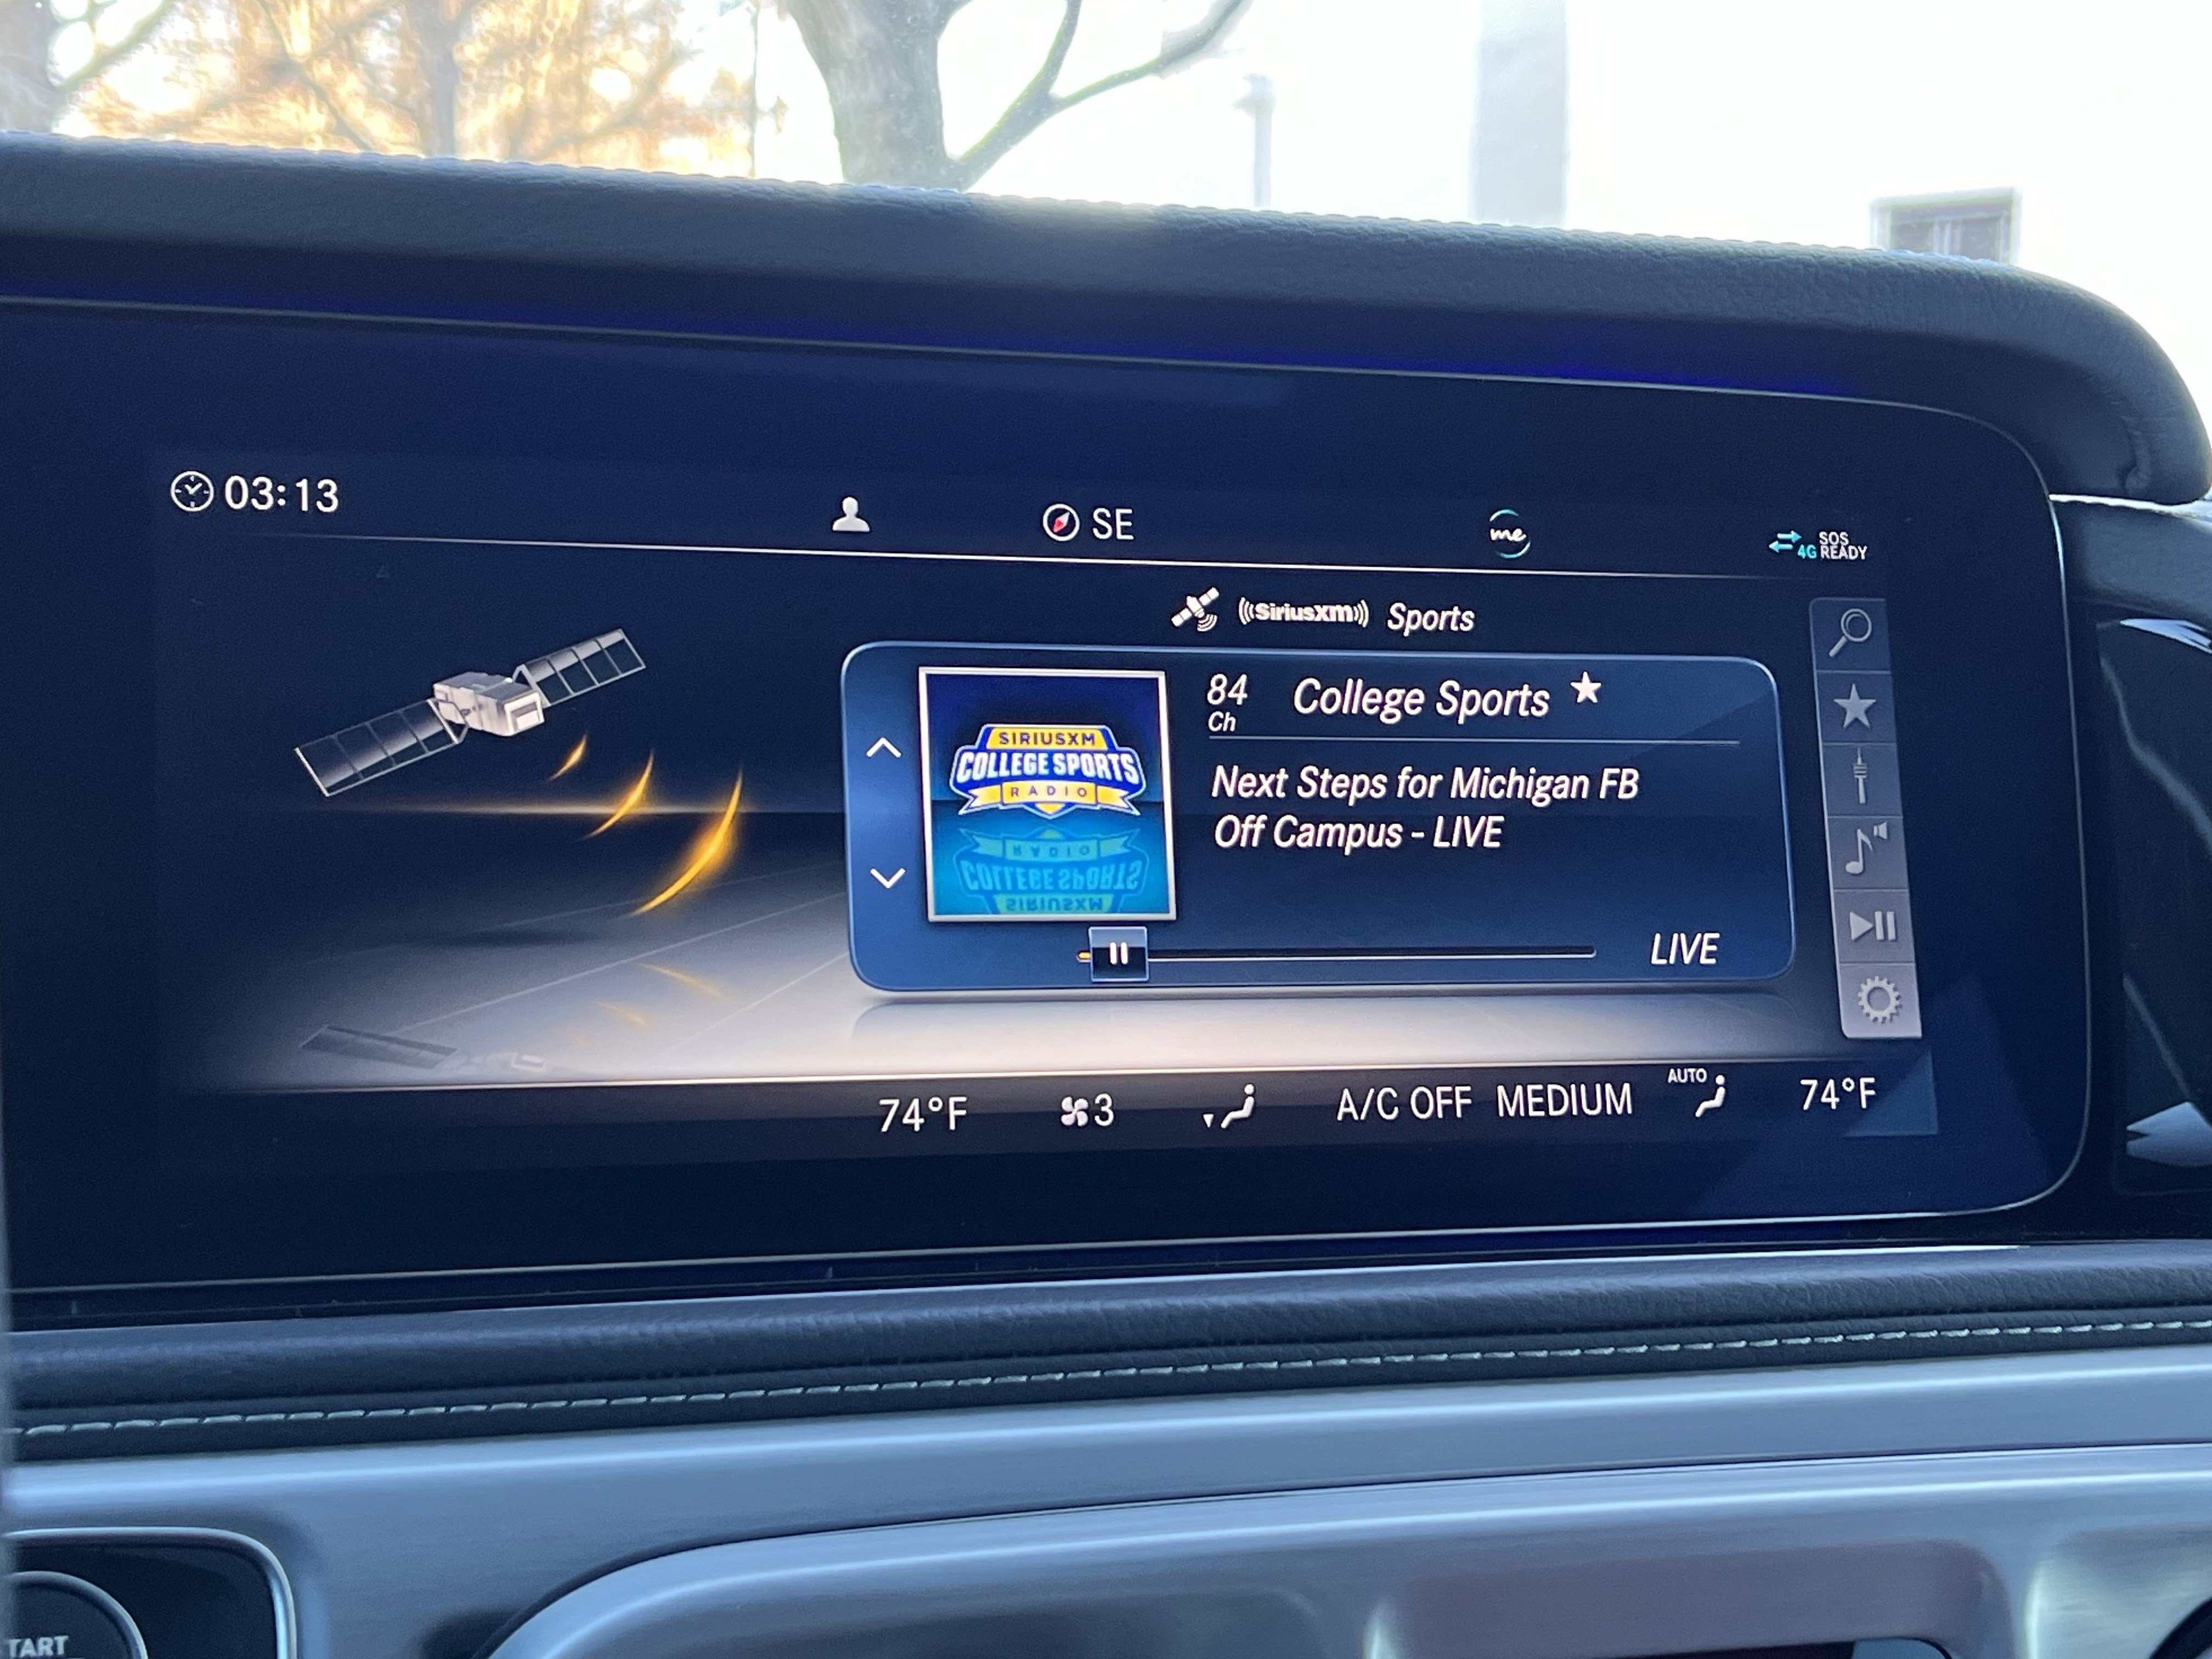 03:13
SE
me
4G SOS READY
((SiriusXM)) Sports
84 Ch College Sports
SIRIUSXM
COLLEGE SPORTS
RADIO
Next Steps for Michigan FB
Off Campus - LIVE
LIVE
74°F 3 A/C OFF MEDIUM AUTO 74°F